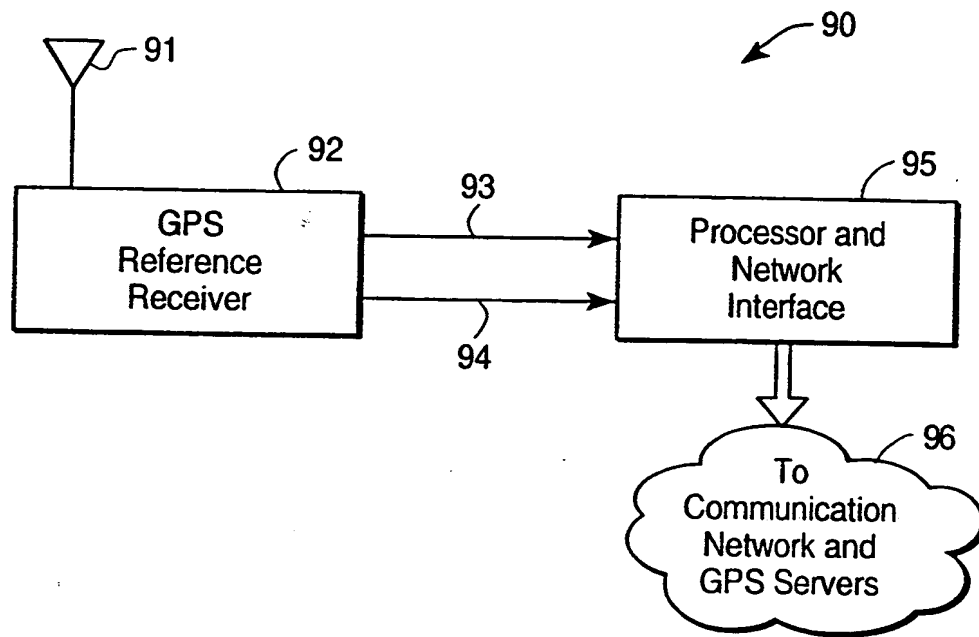 90
91
92
GPS
Reference
Receiver
93
94
95
Processor and
Network
Interface
96
To
Communication
Network and
GPS Servers